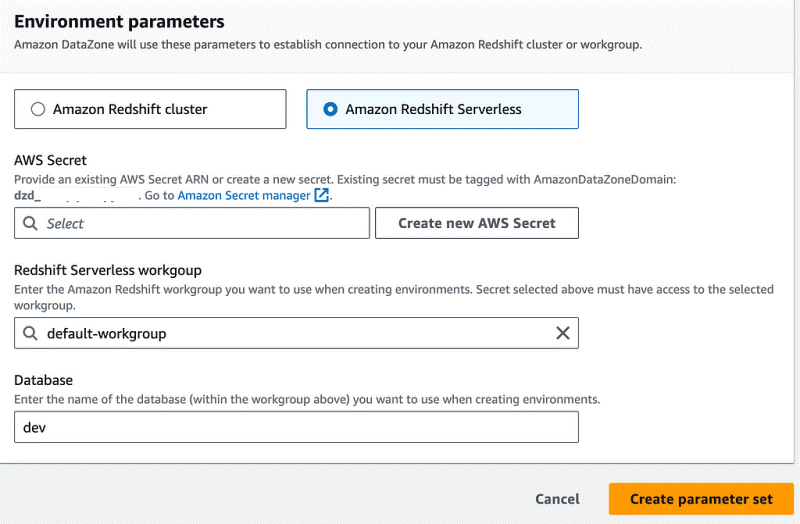 Environment parameters
Amazon DataZone will use these parameters to establish connection to your Amazon Redshift cluster or workgroup.
Amazon Redshift cluster
Amazon Redshift Serverless
AWS Secret
Provide an existing AWS Secret ARN or create a new secret. Existing secret must be tagged with AmazonDataZoneDomain:
dzd_ . Go to Amazon Secret manager .
Select
Create new AWS Secret
Redshift Serverless workgoup
Enter the Amazon Redshift workgroup you want to use when creating environments. Secret selected above must have access to the selected
workgroup.
default-workgroup
Database
Enter the name of the database (within the workgroup above) you want to use when creating environments.
dev
Cancel
Create parameter set